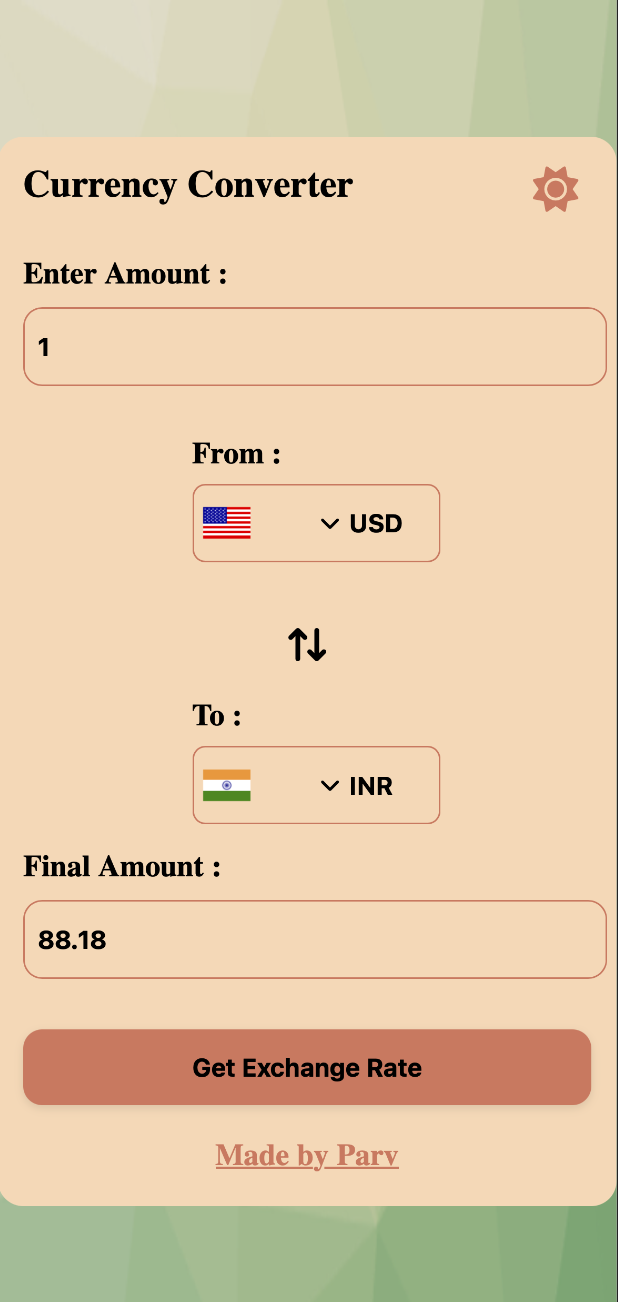 Currency Converter
Enter Amount :
1
From :
USD
To :
INR
Final Amount :
88.18
Get Exchange Rate
Made by Parv